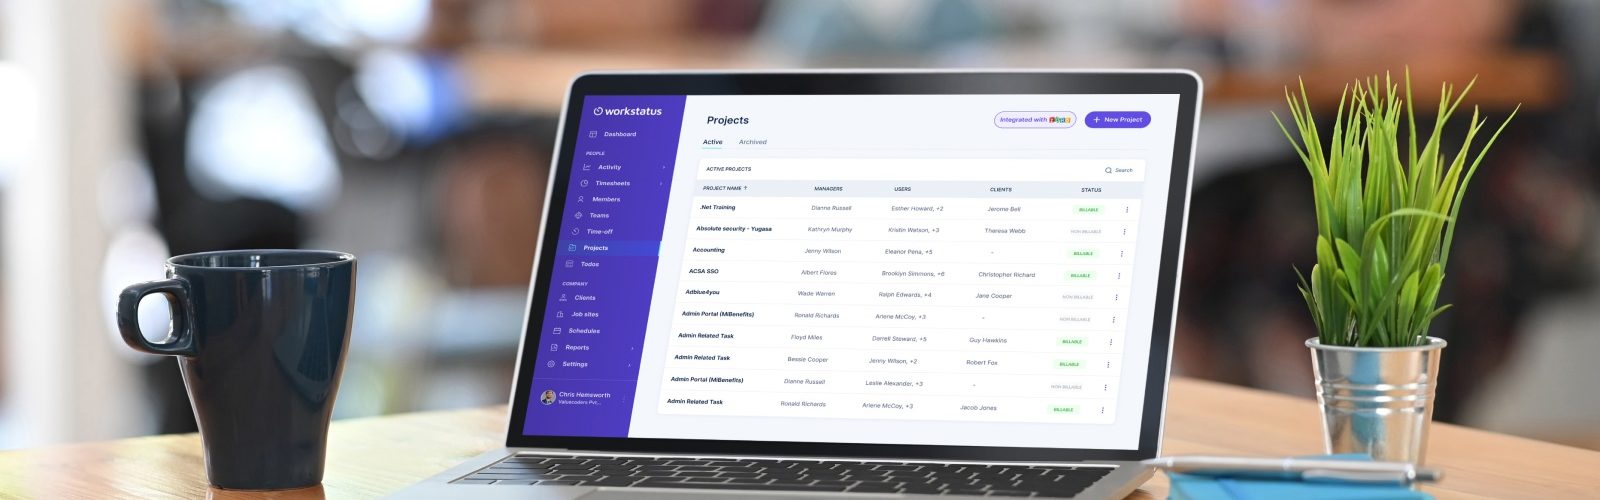 workstatus
Dashboard
PEOPLE
Activity
Timesheets
Members
Teams
Time-off
Projects
Todos
COMPANY
Clients
Job sites
Schedules
Reports
Settings
Chris Hemsworth
Valuecoders Pvt,...
Projects
Integrated with
+ New Project
Active Archived
ACTIVE PROJECTS Search
PROJECT NAME ↑ MANAGERS USERS CLIENTS STATUS
.Net Training Dianne Russell Esther Howard, +2 Jerome Bell BILLABLE
Absolute security - Yugasa Kathryn Murphy Kristin Watson, +3 Theresa Webb NON BILLABLE
Accounting Jenny Wilson Eleanor Pena, +5 - BILLABLE
ACSA SSO Albert Flores Brooklyn Simmons, +6 Christopher Richard BILLABLE
Adblue4you Wade Warren Ralph Edwards, +4 Jane Cooper NON BILLABLE
Admin Portal (MiBenefits) Ronald Richards Arlene McCoy, +3 - NON BILLABLE
Admin Related Task Floyd Miles Darrell Steward, +5 Guy Hawkins BILLABLE
Admin Related Task Bessie Cooper Jenny Wilson, +2 Robert Fox BILLABLE
Admin Portal (MiBenefits) Dianne Russell Leslie Alexander, +3 - NON BILLABLE
Admin Related Task Ronald Richards Arlene McCoy, +3 Jacob Jones BILLABLE